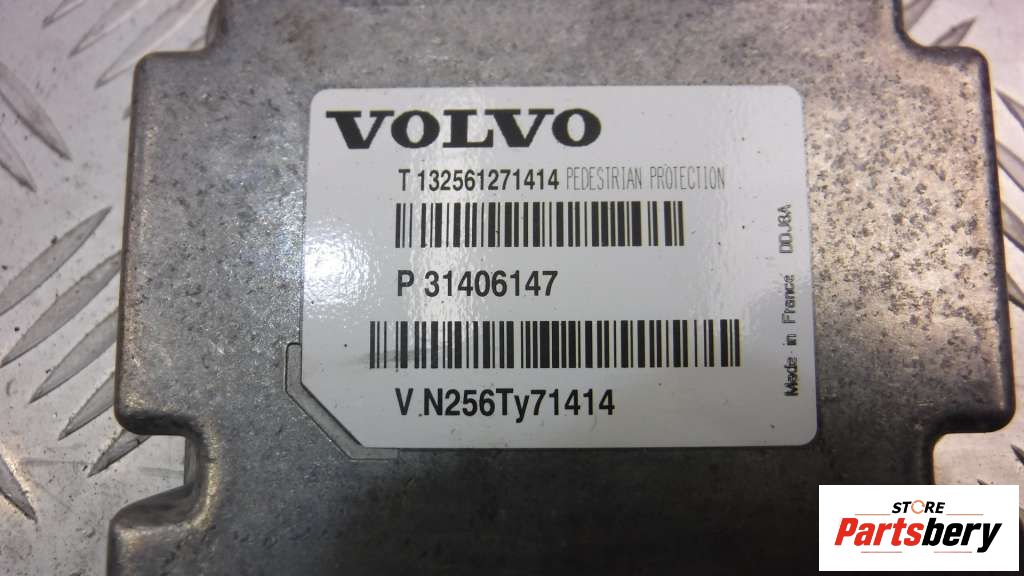 VOLVO
T 132561271414 PEDESTRIAN PROTECTION
P 31406147
V N256Ty71414
Made in France DDJBA
STORE
Partsbery